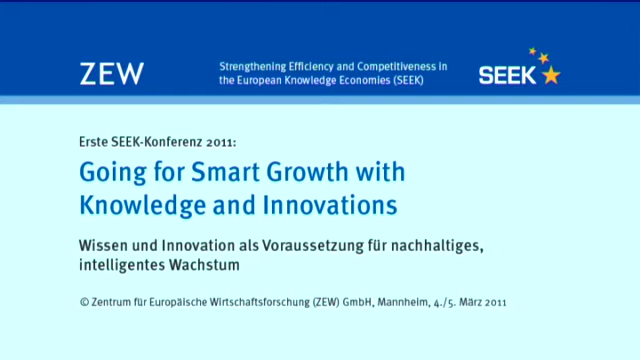 ZEW
Strengthening Efficiency and Competitiveness in
the European Knowledge Economies (SEEK)
SEEK
Erste SEEK-Konferenz 2011:
Going for Smart Growth with
Knowledge and Innovations
Wissen und Innovation als Voraussetzung für nachhaltiges,
intelligentes Wachstum
© Zentrum für Europäische Wirtschaftsforschung (ZEW) GmbH, Mannheim, 4./5. März 2011